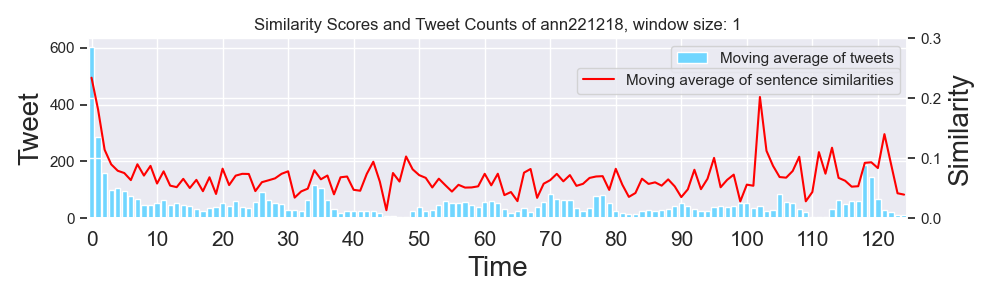 Similarity Scores and Tweet Counts of ann221218, window size: 1
Moving average of tweets
Moving average of sentence similarities
Tweet
600
400
200
0
Similarity
0.3
0.2
0.1
0.0
0 10 20 30 40 50 60 70 80 90 100 110 120
Time